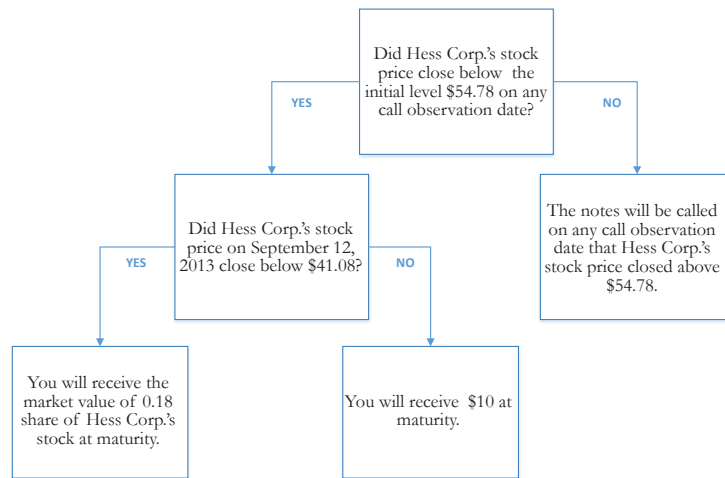 Did Hess Corp.'s stock
price close below the
initial level $54.78 on any
call observation date?
YES
NO
Did Hess Corp.'s stock
price on September 12,
2013 close below $41.08?
The notes will be called
on any call observation
date that Hess Corp.'s
stock price closed above
$54.78.
YES
NO
You will receive the
market value of 0.18
share of Hess Corp.'s
stock at maturity.
You will receive $10 at
maturity.